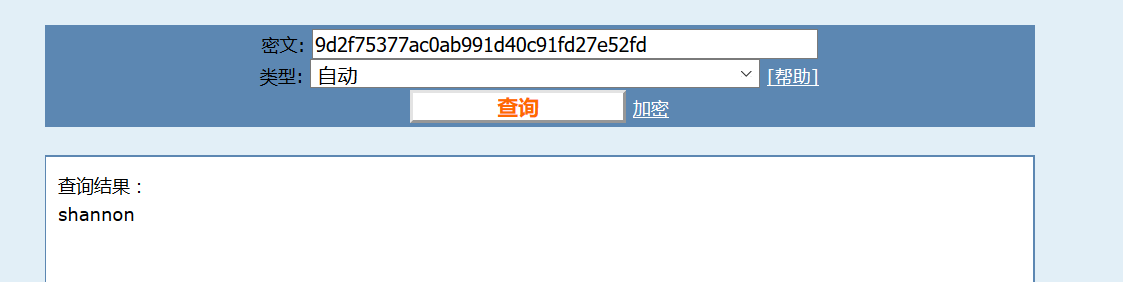 密文: 9d2f75377ac0ab991d40c91fd27e52fd
类型: 自动 [帮助]
查询 加密
查询结果：
shannon